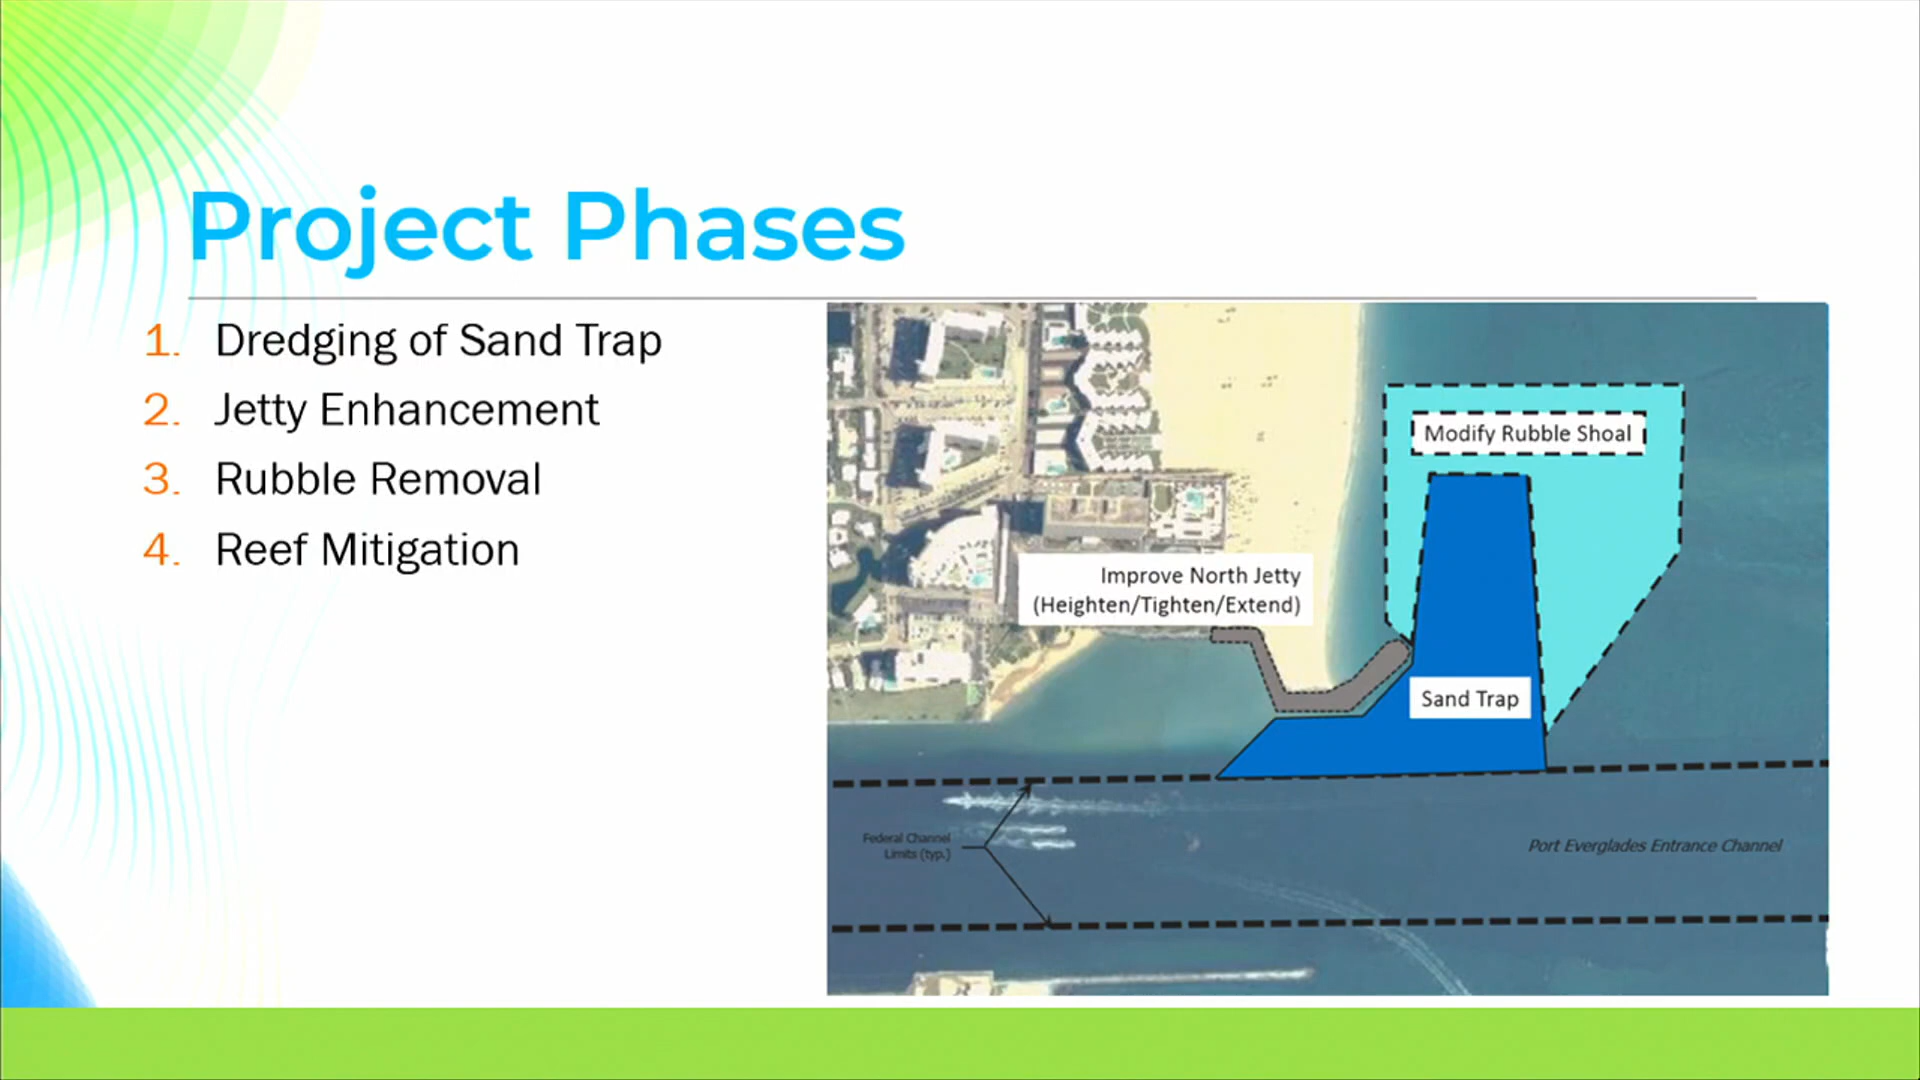 Project Phases
1. Dredging of Sand Trap
2. Jetty Enhancement
3. Rubble Removal
4. Reef Mitigation
Modify Rubble Shoal
Improve North Jetty
(Heighten/Tighten/Extend)
Sand Trap
Federal Channel
Limits (typ.)
Port Everglades Entrance Channel